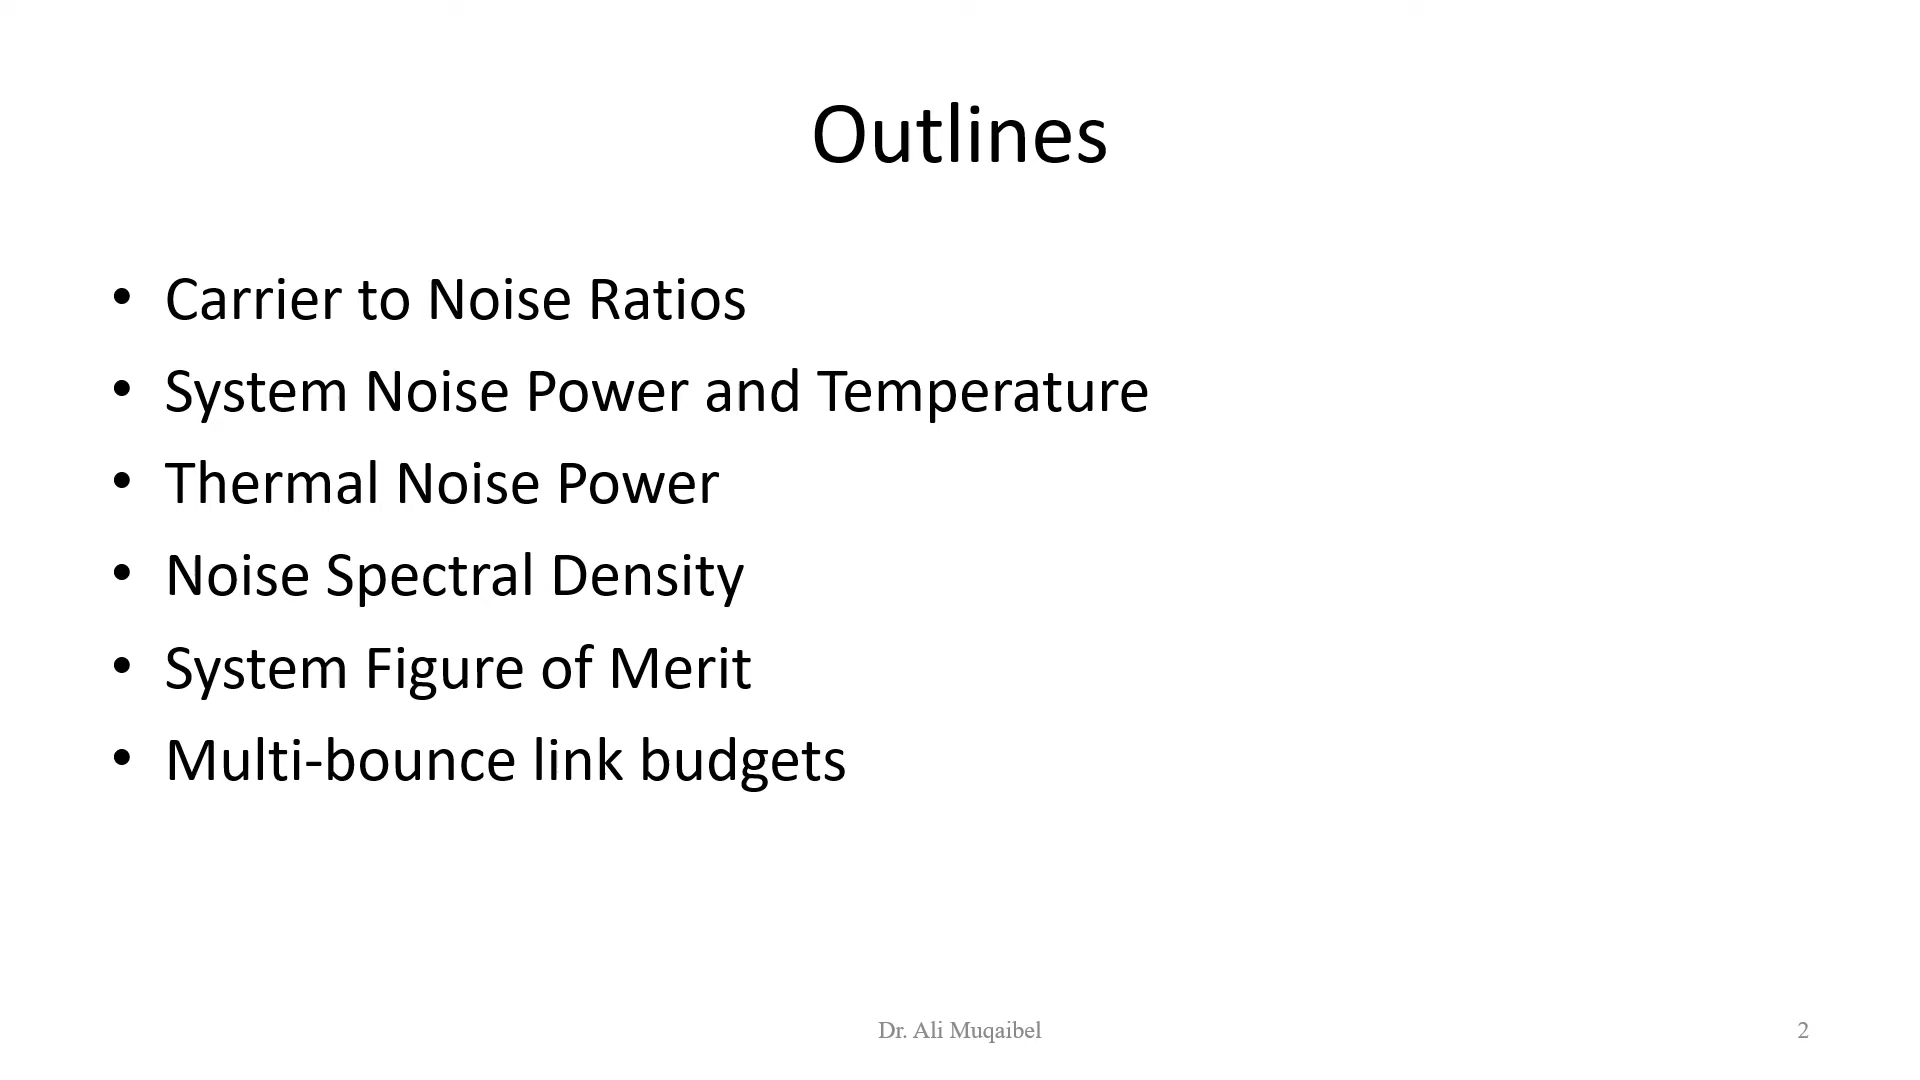 Outlines
• Carrier to Noise Ratios
• System Noise Power and Temperature
• Thermal Noise Power
• Noise Spectral Density
• System Figure of Merit
• Multi-bounce link budgets
Dr. Ali Muqaibel
2